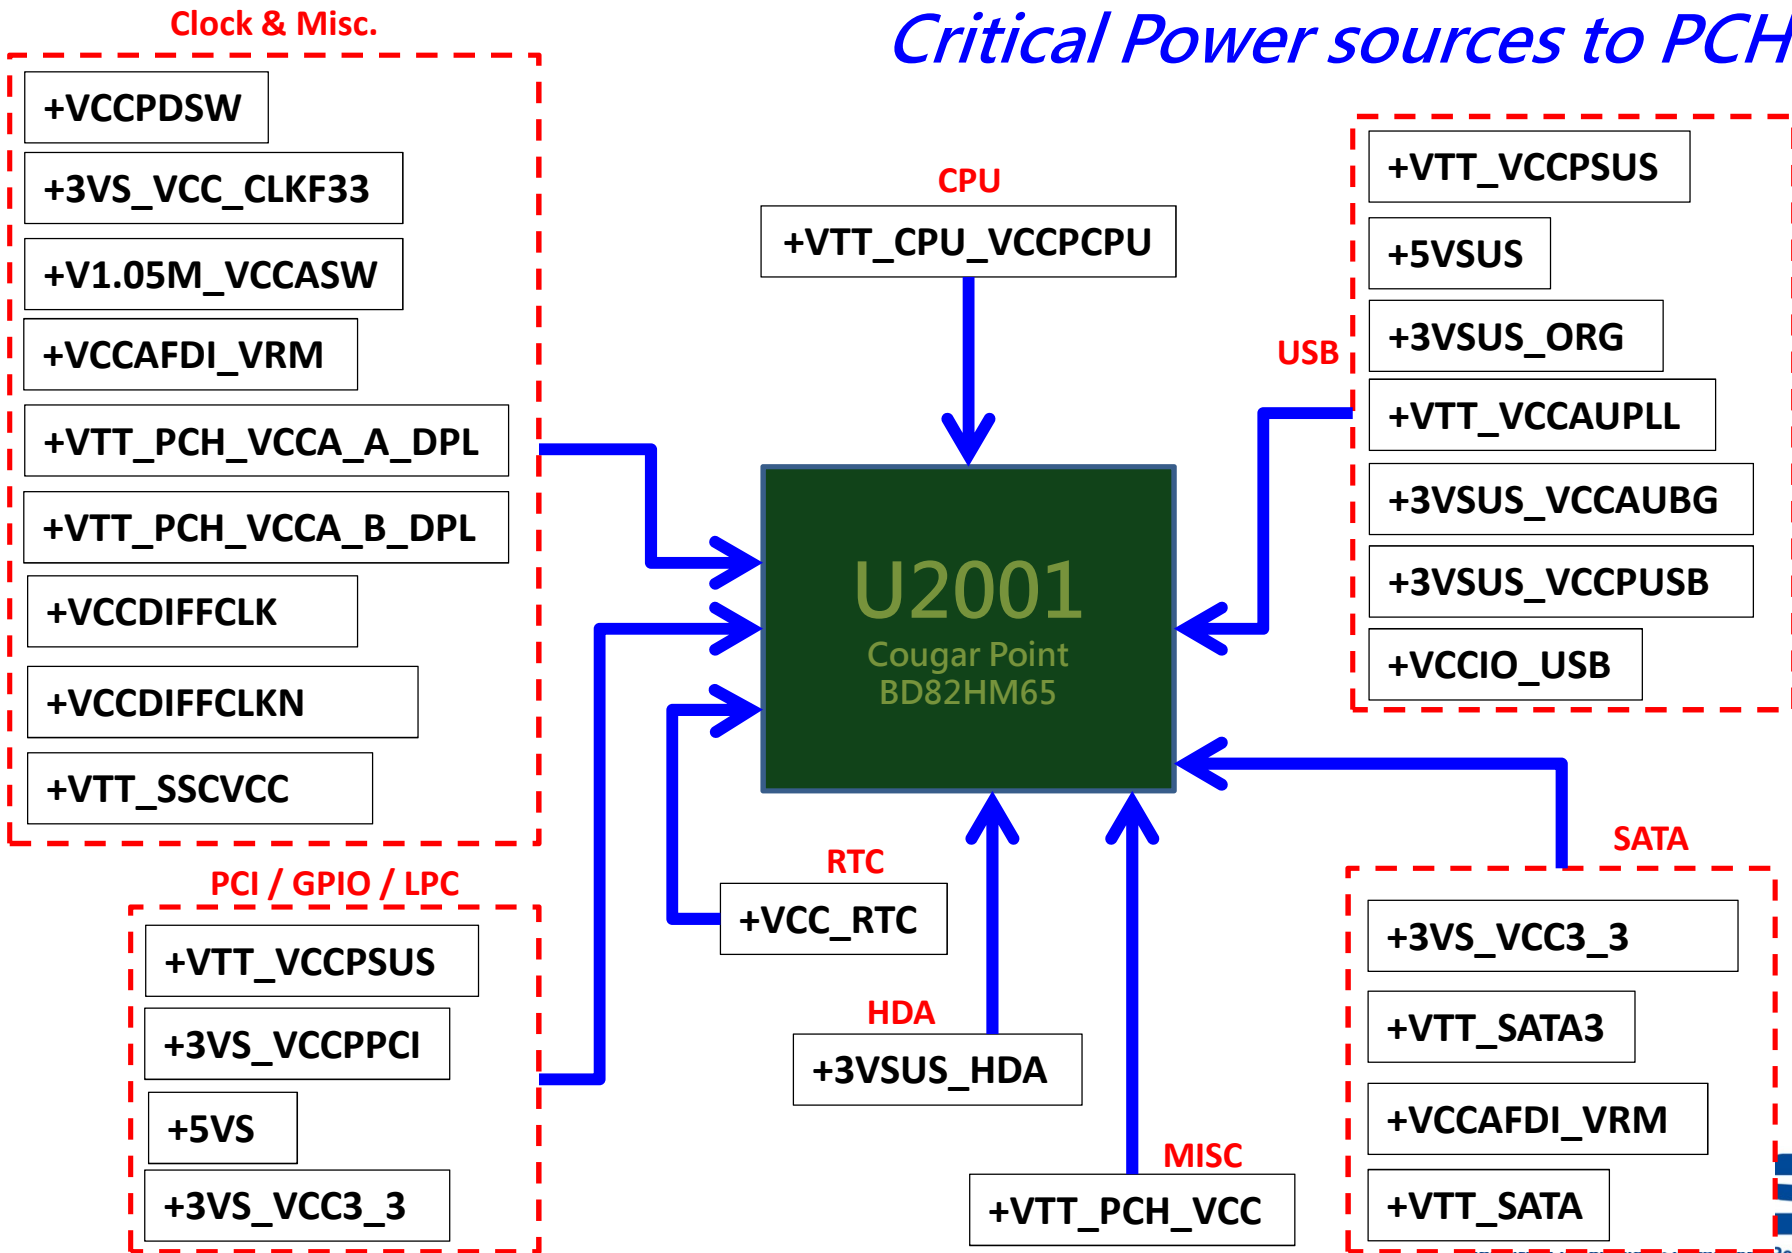 Critical Power sources to PCH
Clock & Misc.
+VCCPDSW
+3VS_VCC_CLKF33
+V1.05M_VCCASW
+VCCAFDI_VRM
+VTT_PCH_VCCA_A_DPL
+VTT_PCH_VCCA_B_DPL
+VCCDIFFCLK
+VCCDIFFCLKN
+VTT_SSCVCC
PCI / GPIO / LPC
+VTT_VCCPSUS
+3VS_VCCPPCI
+5VS
+3VS_VCC3_3
CPU
+VTT_CPU_VCCPCPU
U2001
Cougar Point
BD82HM65
RTC
+VCC_RTC
HDA
+3VSUS_HDA
MISC
+VTT_PCH_VCC
USB
+VTT_VCCPSUS
+5VSUS
+3VSUS_ORG
+VTT_VCCAUPLL
+3VSUS_VCCAUBG
+3VSUS_VCCPUSB
+VCCIO_USB
SATA
+3VS_VCC3_3
+VTT_SATA3
+VCCAFDI_VRM
+VTT_SATA